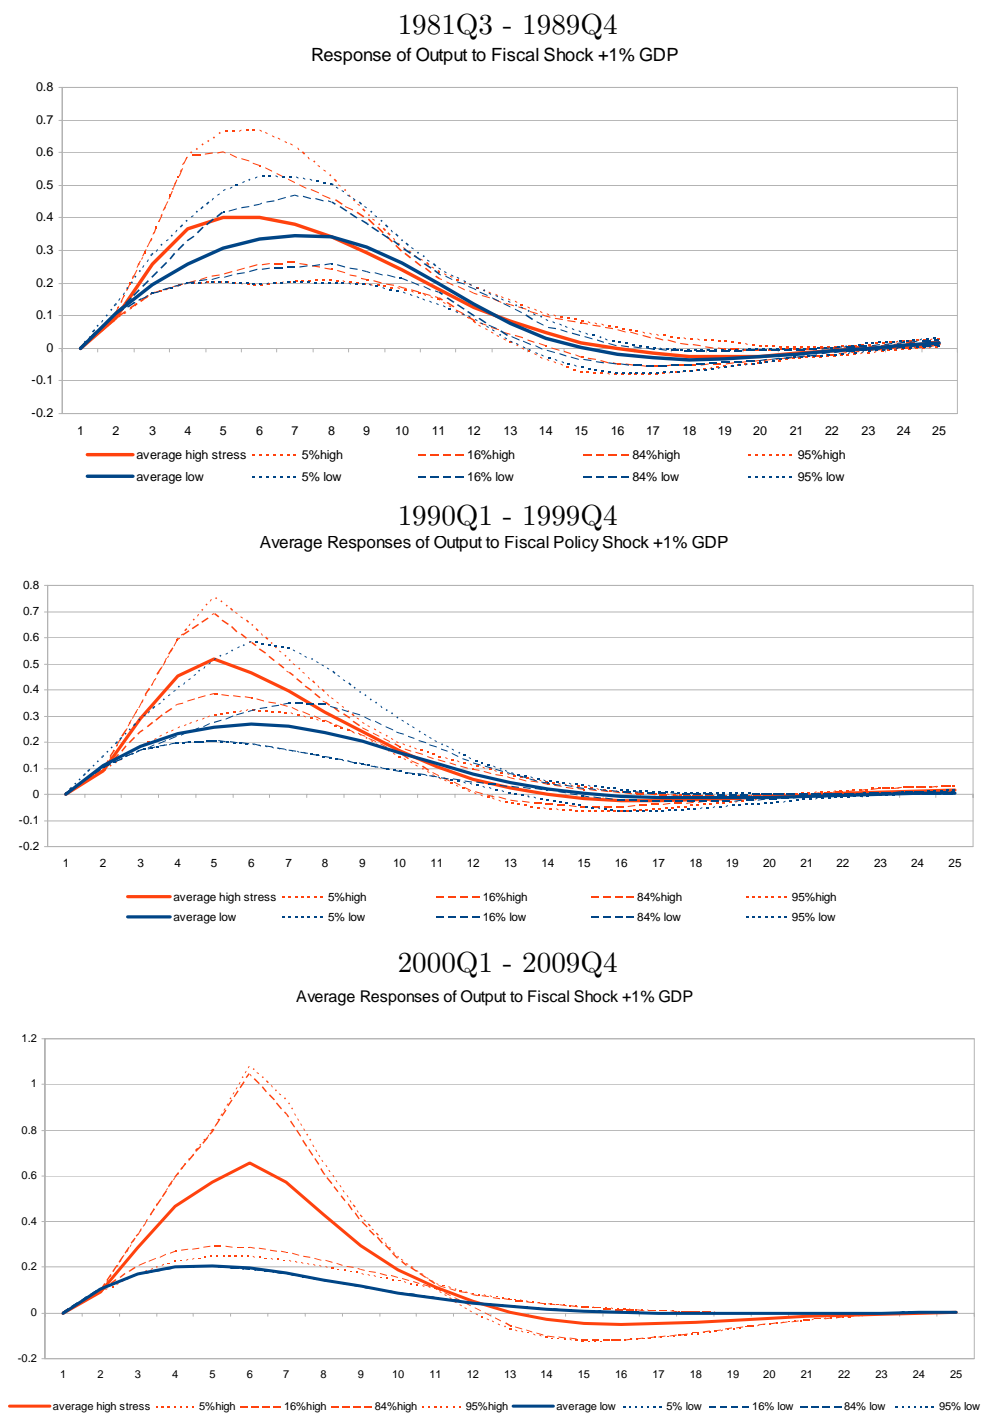 1981Q3 - 1989Q4
Response of Output to Fiscal Shock +1% GDP
0.8
0.7
0.6
0.5
0.4
0.3
0.2
0.1
0
-0.1
-0.2
1 2 3 4 5 6 7 8 9 10 11 12 13 14 15 16 17 18 19 20 21 22 23 24 25
average high stress 5%high 16%high 84%high 95%high
average low 5% low 16% low 84% low 95% low
1990Q1 - 1999Q4
Average Responses of Output to Fiscal Policy Shock +1% GDP
0.8
0.7
0.6
0.5
0.4
0.3
0.2
0.1
0
-0.1
-0.2
1 2 3 4 5 6 7 8 9 10 11 12 13 14 15 16 17 18 19 20 21 22 23 24 25
average high stress 5%high 16%high 84%high 95%high
average low 5% low 16% low 84% low 95% low
2000Q1 - 2009Q4
Average Responses of Output to Fiscal Shock +1% GDP
1.2
1
0.8
0.6
0.4
0.2
0
-0.2
1 2 3 4 5 6 7 8 9 10 11 12 13 14 15 16 17 18 19 20 21 22 23 24 25
average high stress 5%high 16%high 84%high 95%high average low 5% low 16% low 84% low 95% low